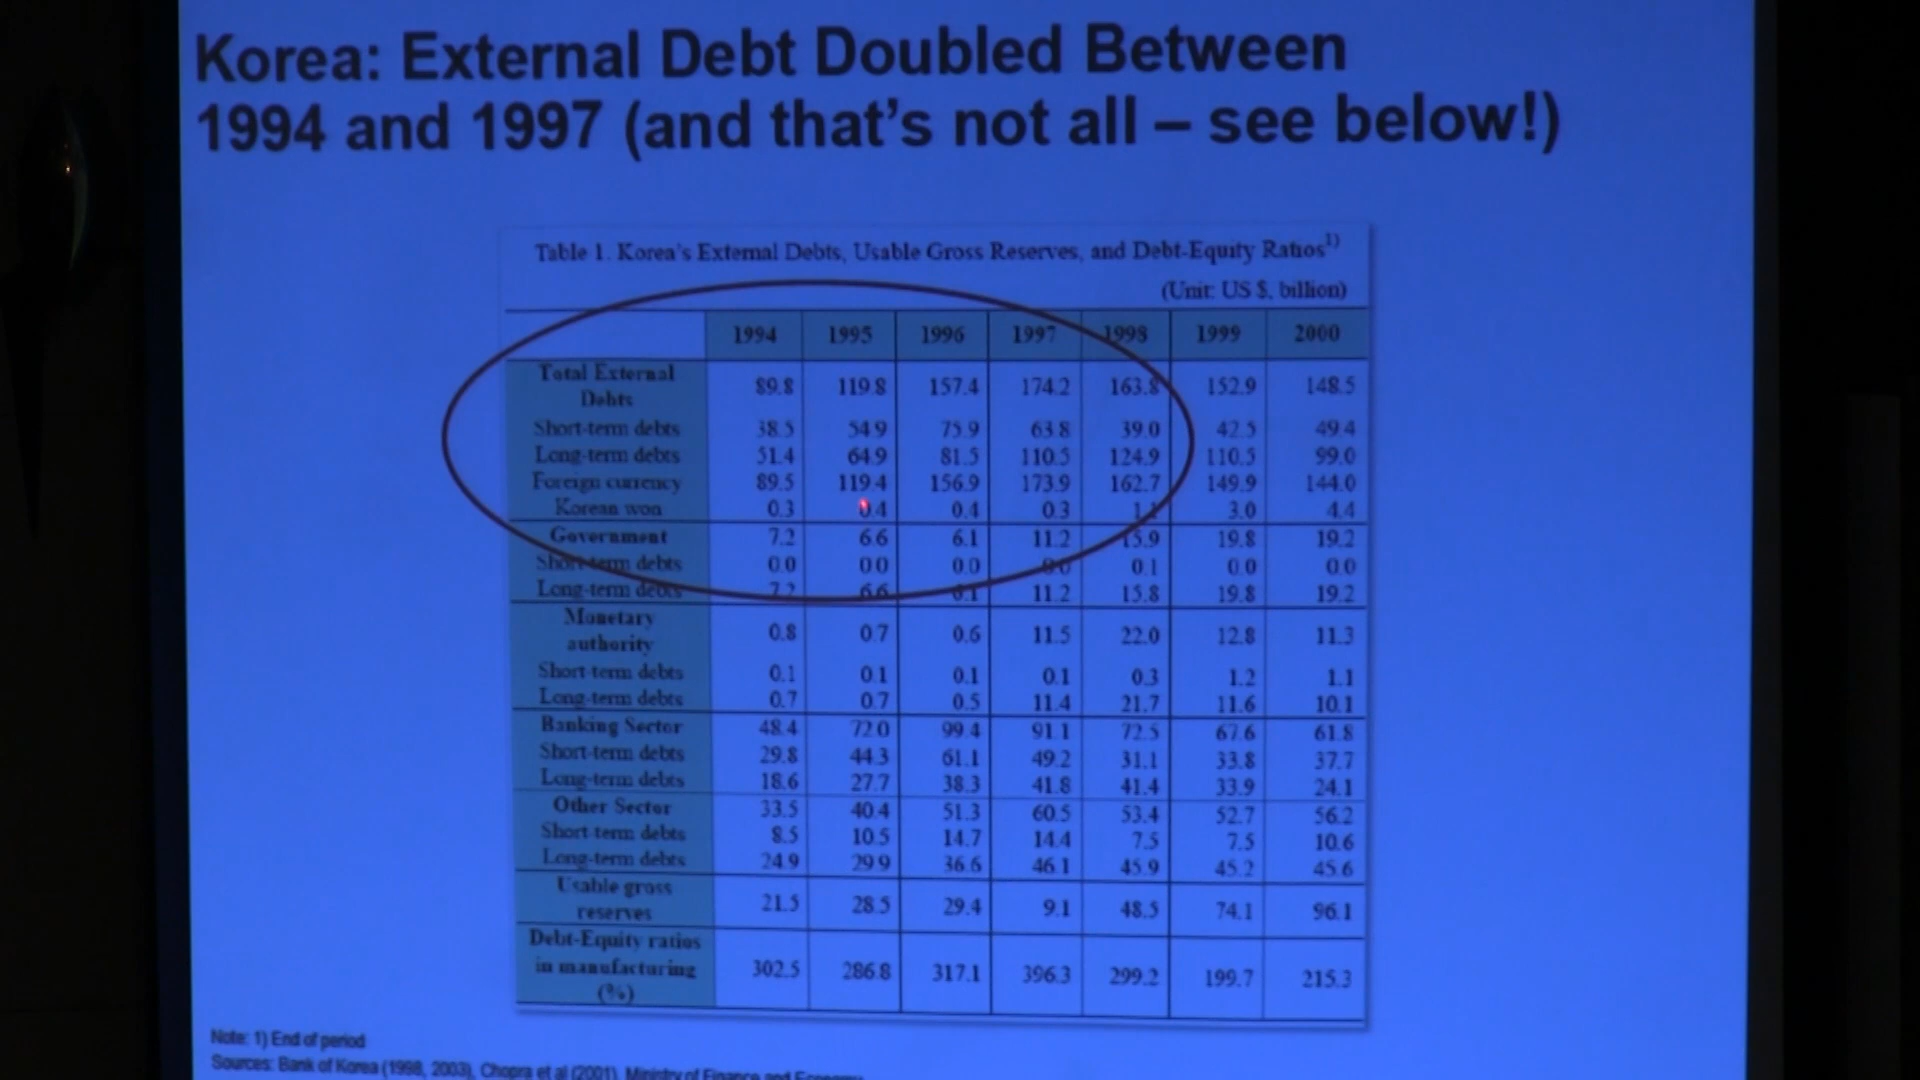 Korea: External Debt Doubled Between
1994 and 1997 (and that's not all – see below!)
Table 1. Korea's External Debts, Usable Gross Reserves, and Debt-Equity Ratios1)
(Unit: US $, billion)
1994 1995 1996 1997 1998 1999 2000
Total External
Debts 89.8 119.8 157.4 174.2 163.8 152.9 148.5
Short-term debts 38.5 54.9 75.9 63.8 39.0 42.5 49.4
Long-term debts 51.4 64.9 81.5 110.5 124.9 110.5 99.0
Foreign currency 89.5 119.4 156.9 173.9 162.7 149.9 144.0
Korean won 0.3 0.4 0.4 0.3 3.0 4.4
Government 7.2 6.6 6.1 11.2 15.9 19.8 19.2
Short-term debts 0.0 0.0 0.0 0.0 0.1 0.0 0.0
Long-term debts 7.2 6.6 6.1 11.2 15.8 19.8 19.2
Monetary
authority 0.8 0.7 0.6 11.5 22.0 12.8 11.3
Short-term debts 0.1 0.1 0.1 0.1 0.3 1.2 1.1
Long-term debts 0.7 0.7 0.5 11.4 21.7 11.6 10.1
Banking Sector 48.4 72.0 99.4 91.1 72.5 67.6 61.8
Short-term debts 29.8 44.3 61.1 49.2 31.1 33.8 37.7
Long-term debts 18.6 27.7 38.3 41.8 41.4 33.9 24.1
Other Sector 33.5 40.4 51.3 60.5 53.4 52.7 56.2
Short-term debts 8.5 10.5 14.7 14.4 7.5 7.5 10.6
Long-term debts 24.9 29.9 36.6 46.1 45.9 45.2 45.6
Usable gross
reserves 21.5 28.5 29.4 9.1 48.5 74.1 96.1
Debt-Equity ratios
in manufacturing 302.5 286.8 317.1 396.3 299.2 199.7 215.3
(%)
Note: 1) End of period
Sources: Bank of Korea (1998, 2003), Chopra et al (2001), Ministry of Finance and Economy